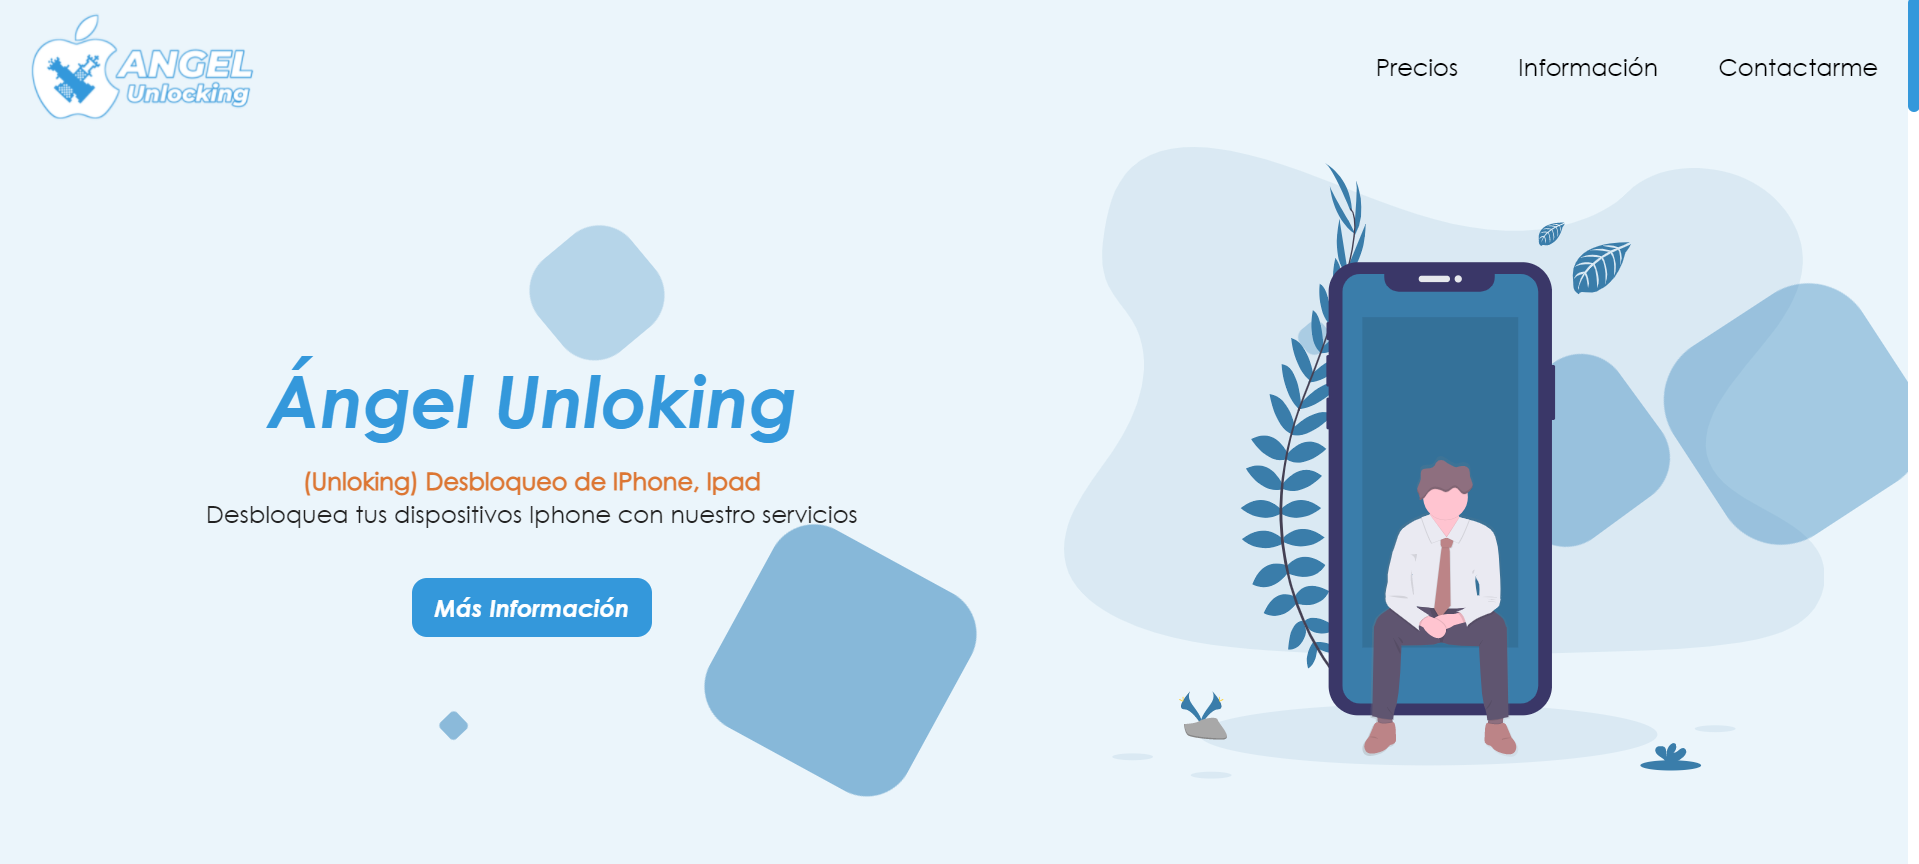 ANGEL
Unlocking
Precios
Información
Contactarme
Ángel Unloking
(Unloking) Desbloqueo de IPhone, Ipad
Desbloquea tus dispositivos Iphone con nuestro servicios
Más Información